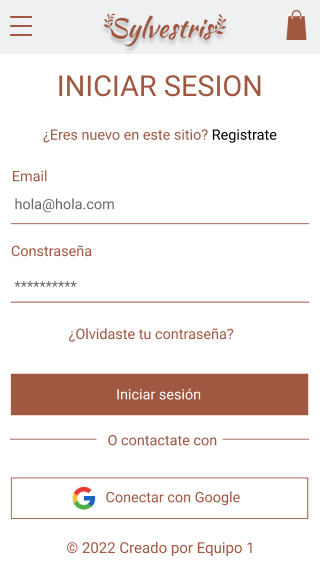 Sylvestris
INICIAR SESION
¿Eres nuevo en este sitio? Registrate
Email
hola@hola.com
Constraseña
**********
¿Olvidaste tu contraseña?
Iniciar sesión
O contactate con
Conectar con Google
© 2022 Creado por Equipo 1